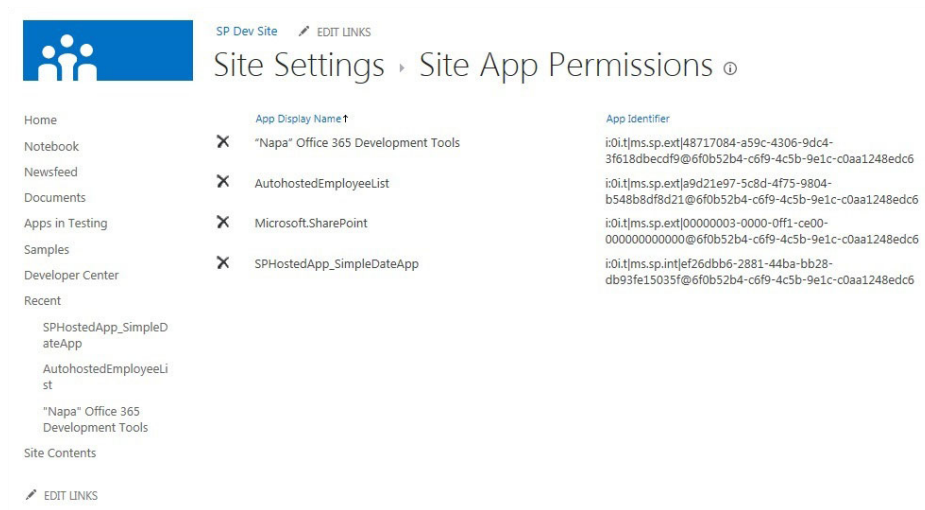 SP Dev Site EDIT LINKS
Site Settings › Site App Permissions
Home
Notebook
Newsfeed
Documents
Apps in Testing
Samples
Developer Center
Recent
SPHostedApp_SimpleD
ateApp
AutohostedEmployeeLi
st
"Napa" Office 365
Development Tools
Site Contents
EDIT LINKS
App Display Name↑ App Identifier
"Napa" Office 365 Development Tools i:0i.t|ms.sp.ext|48717084-a59c-4306-9dc4-
3f618dbecdf9@6f0b52b4-c6f9-4c5b-9e1c-c0aa1248edc6
AutohostedEmployeeList i:0i.t|ms.sp.ext|a9d21e97-5c8d-4f75-9804-
b548b8df8d21@6f0b52b4-c6f9-4c5b-9e1c-c0aa1248edc6
Microsoft.SharePoint i:0i.t|ms.sp.ext|00000003-0000-0ff1-ce00-
000000000000@6f0b52b4-c6f9-4c5b-9e1c-c0aa1248edc6
SPHostedApp_SimpleDateApp i:0i.t|ms.sp.int|ef26dbb6-2881-44ba-bb28-
db93fe15035f@6f0b52b4-c6f9-4c5b-9e1c-c0aa1248edc6